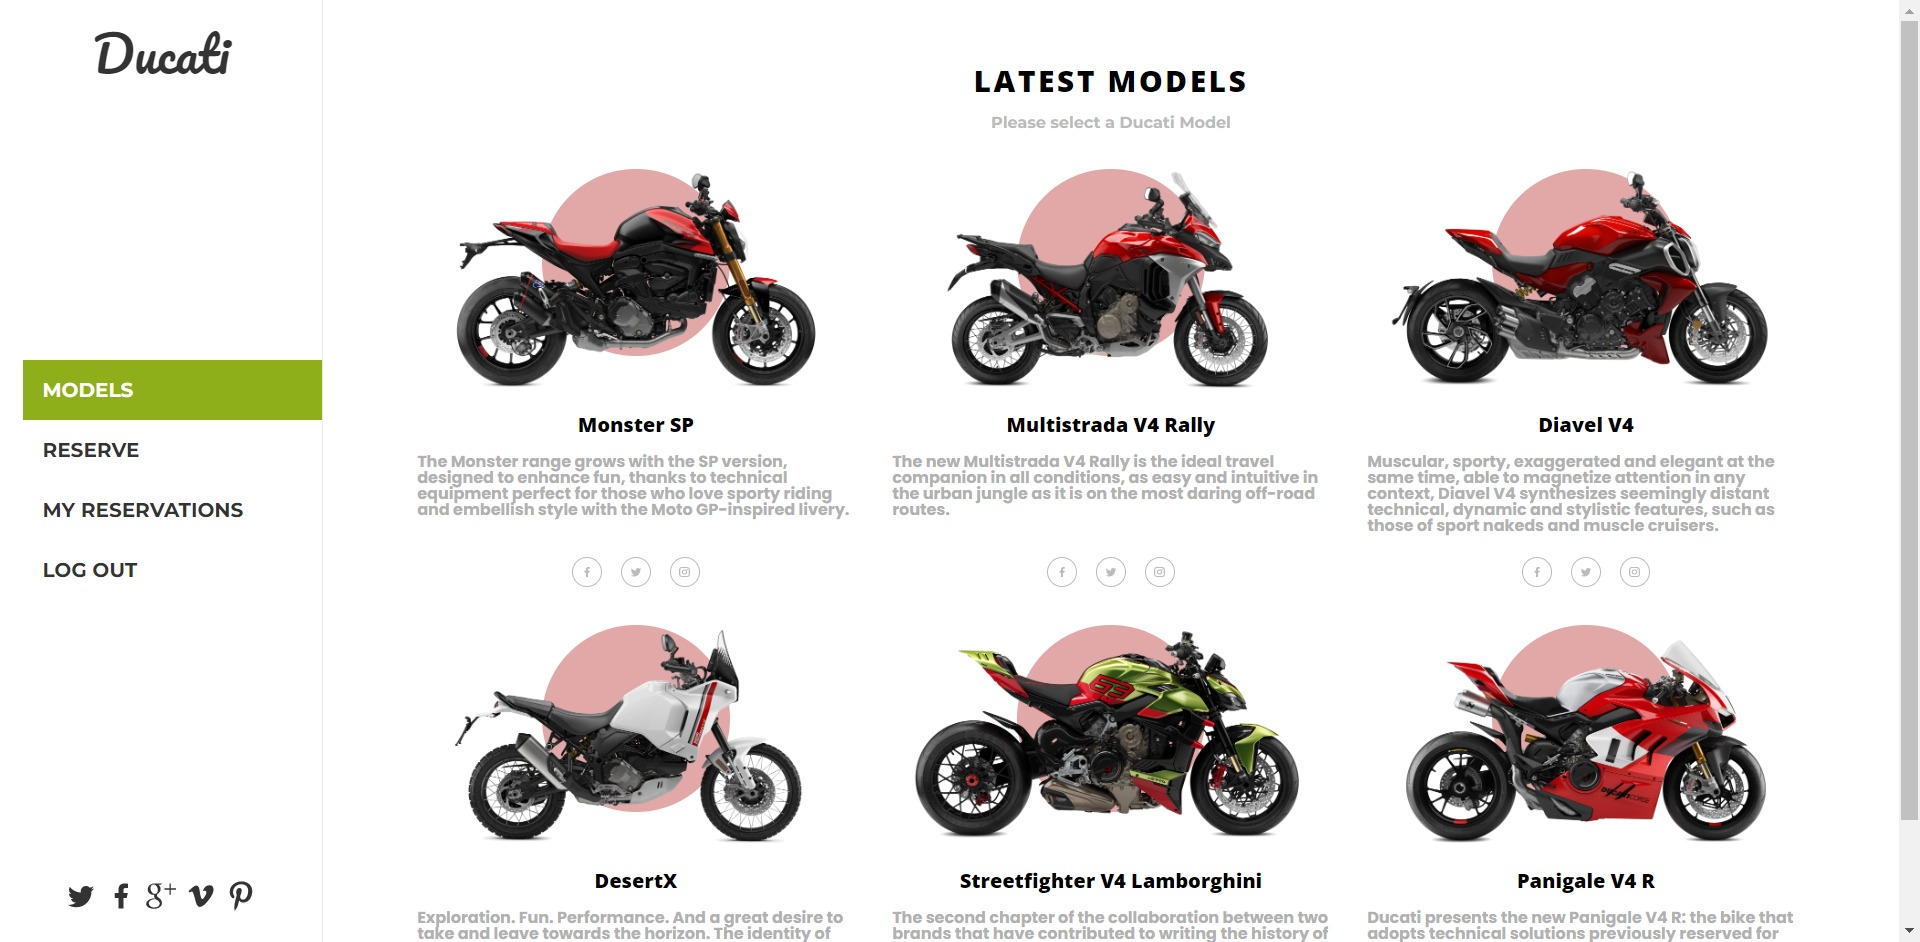 Ducati
MODELS
RESERVE
MY RESERVATIONS
LOG OUT
LATEST MODELS
Please select a Ducati Model
Monster SP
The Monster range grows with the SP version,
designed to enhance fun, thanks to technical
equipment perfect for those who love sporty riding
and embellish style with the Moto GP-inspired livery.
Multistrada V4 Rally
The new Multistrada V4 Rally is the ideal travel
companion in all conditions, as easy and intuitive in
the urban jungle as it is on the most daring off-road
routes.
Diavel V4
Muscular, sporty, exaggerated and elegant at the
same time, able to magnetize attention in any
context, Diavel V4 synthesizes seemingly distant
technical, dynamic and stylistic features, such as
those of sport nakeds and muscle cruisers.
63
DesertX
Exploration. Fun. Performance. And a great desire to
take and leave towards the horizon. The identity of
Streetfighter V4 Lamborghini
The second chapter of the collaboration between two
brands that have contributed to writing the history of
Panigale V4 R
Ducati presents the new Panigale V4 R: the bike that
adopts technical solutions previously reserved for